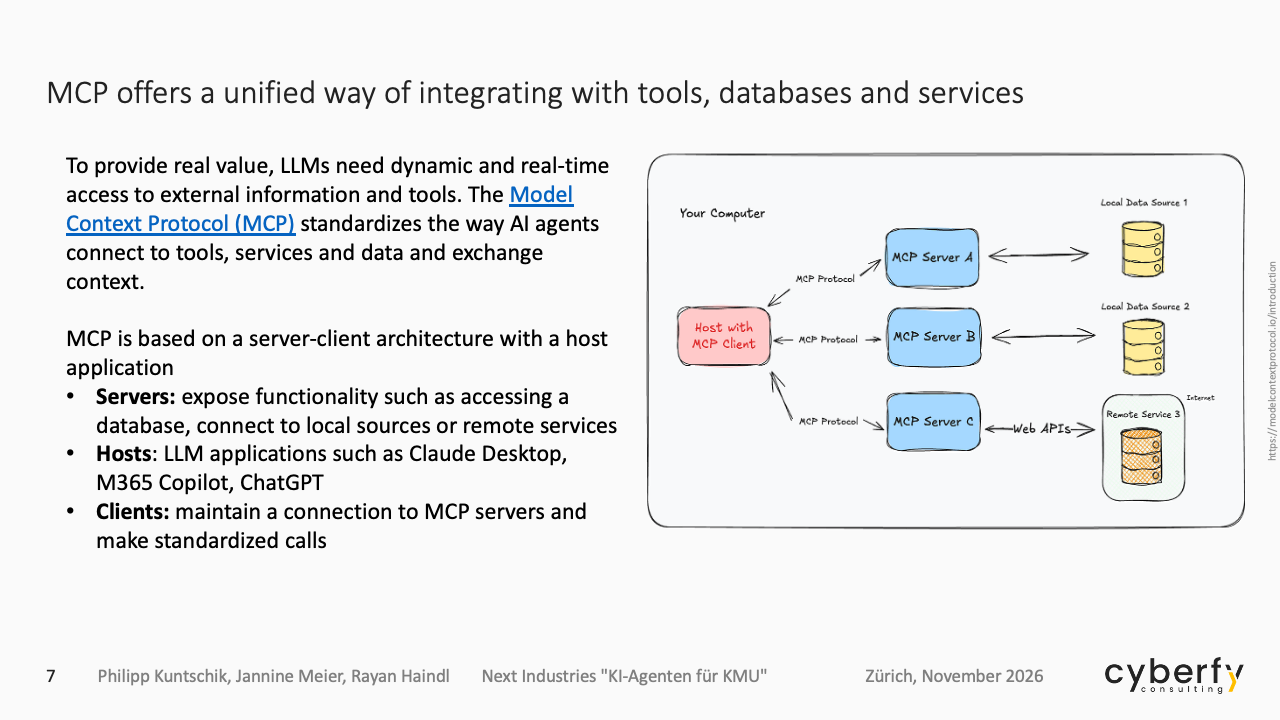 MCP offers a unified way of integrating with tools, databases and services
To provide real value, LLMs need dynamic and real-time
access to external information and tools. The Model
Context Protocol (MCP) standardizes the way AI agents
connect to tools, services and data and exchange
context.
MCP is based on a server-client architecture with a host
application
• Servers: expose functionality such as accessing a
database, connect to local sources or remote services
• Hosts: LLM applications such as Claude Desktop,
M365 Copilot, ChatGPT
• Clients: maintain a connection to MCP servers and
make standardized calls
Your Computer
Host with
MCP Client
MCP Protocol
MCP Server A
Local Data Source 1
MCP Protocol
MCP Server B
Local Data Source 2
MCP Protocol
MCP Server C
Web APIs
Internet
Remote Service 3
https://modelcontextprotocol.io/introduction
7
Philipp Kuntschik, Jannine Meier, Rayan Haindl
Next Industries "KI-Agenten für KMU"
Zürich, November 2026
cyberfy
consulting